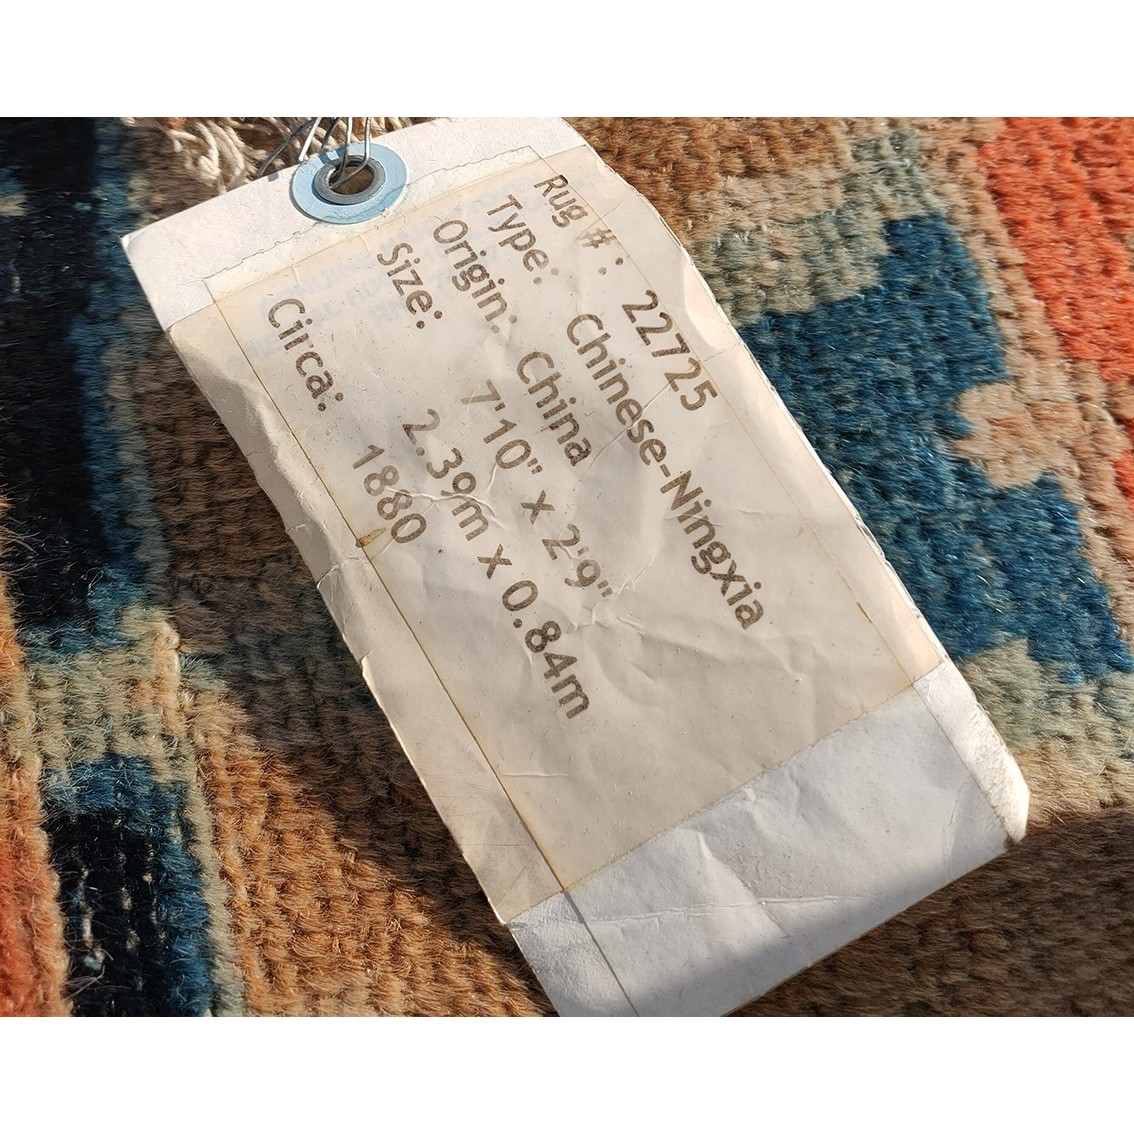 Rug #: 22725
Type: Chinese-Ningxia
Origin: China
Size: 7'10" x 2'9"
2.39m x 0.84m
Circa: 1880